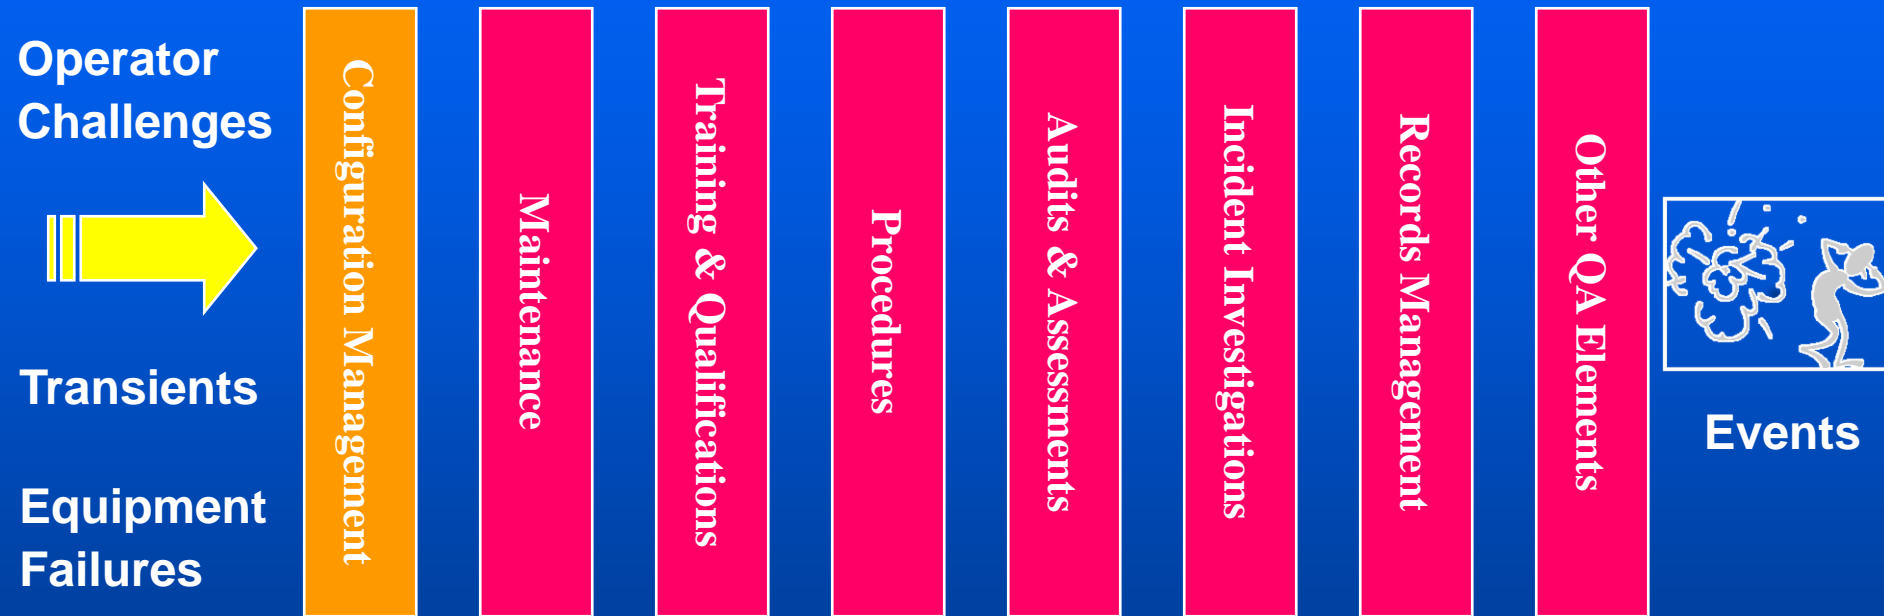 Operator
Challenges
Transients
Equipment
Failures
Configuration Management
Maintenance
Training & Qualifications
Procedures
Audits & Assessments
Incident Investigations
Records Management
Other QA Elements
Events